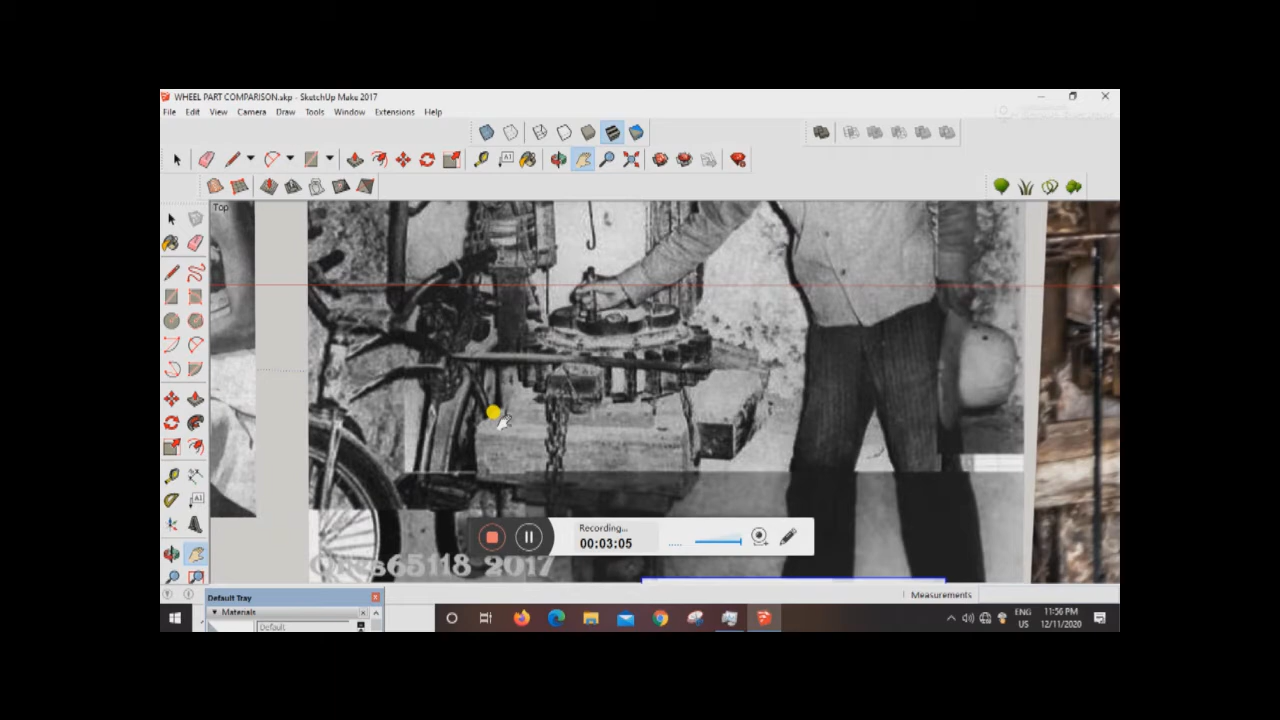 WHEEL PART COMPARISON.skp - SketchUp Make 2017
File Edit View Camera Draw Tools Window Extensions Help
Top
Recording...
00:03:05
Ones65118 2017
Measurements
Default Tray
Materials
Default
ENG
US
11:56 PM
12/11/2020